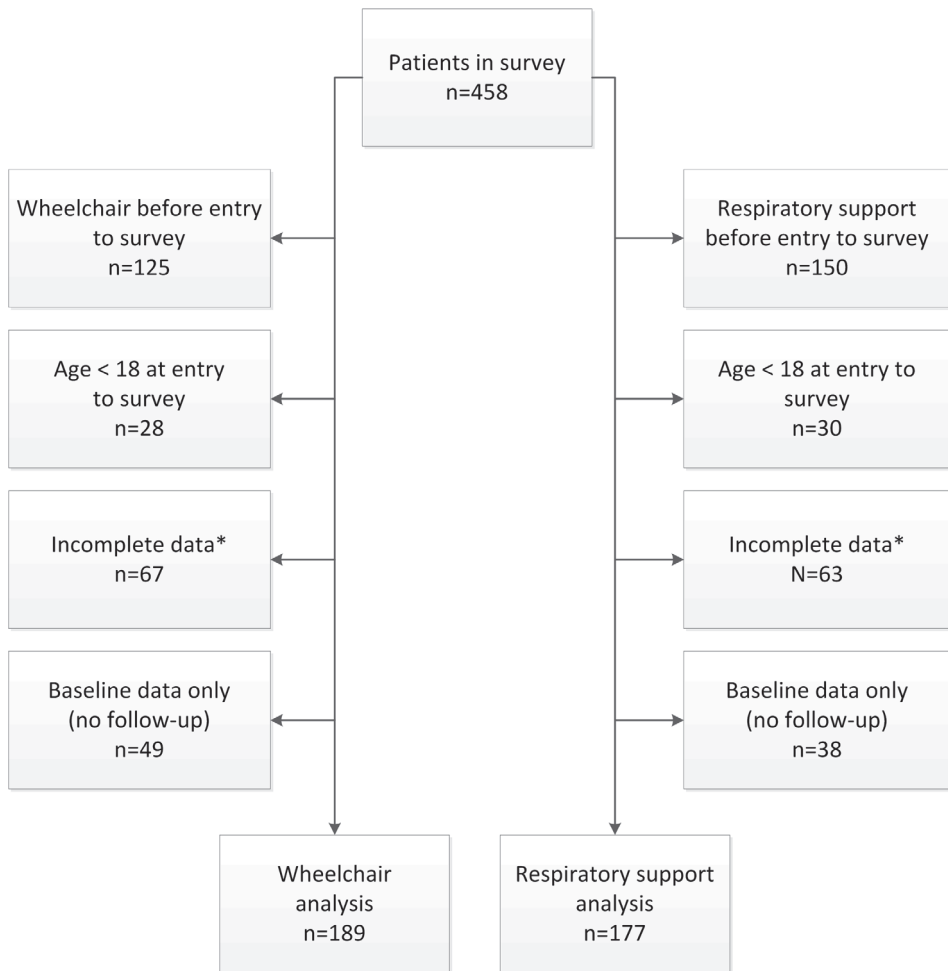 Patients in survey
n=458
Wheelchair before entry
to survey
n=125
Respiratory support
before entry to survey
n=150
Age < 18 at entry
to survey
n=28
Age < 18 at entry to
survey
n=30
Incomplete data*
n=67
Incomplete data*
N=63
Baseline data only
(no follow-up)
n=49
Baseline data only
(no follow-up)
n=38
Wheelchair
analysis
n=189
Respiratory support
analysis
n=177